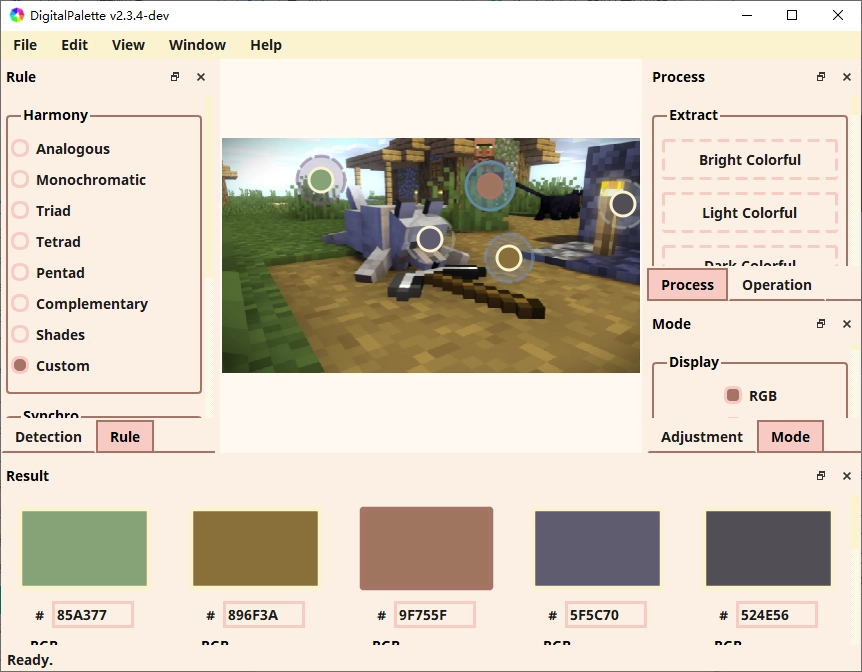 DigitalPalette v2.3.4-dev
File Edit View Window Help
Rule
Harmony
Analogous
Monochromatic
Triad
Tetrad
Pentad
Complementary
Shades
Custom
Synchro
Detection Rule
Process
Extract
Bright Colorful
Light Colorful
Dark Colorful
Process Operation
Mode
Display
RGB
Adjustment Mode
Result
# 85A377 # 896F3A # 9F755F # 5F5C70 # 524E56
RGB RGB RGB RGB RGB
Ready.